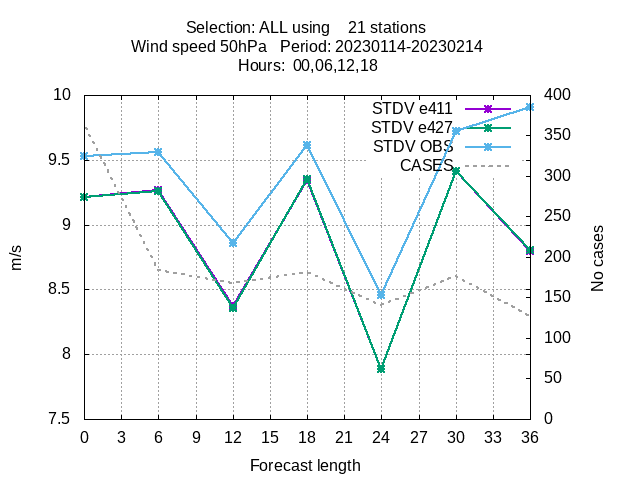 Selection: ALL using    21 stations
Wind speed 50hPa   Period: 20230114-20230214
Hours:  00,06,12,18
10
9.5
9
8.5
8
7.5
m/s
400
350
300
250
200
150
100
50
0
No cases
STDV e411
STDV e427
STDV OBS
CASES
0 3 6 9 12 15 18 21 24 27 30 33 36
Forecast length